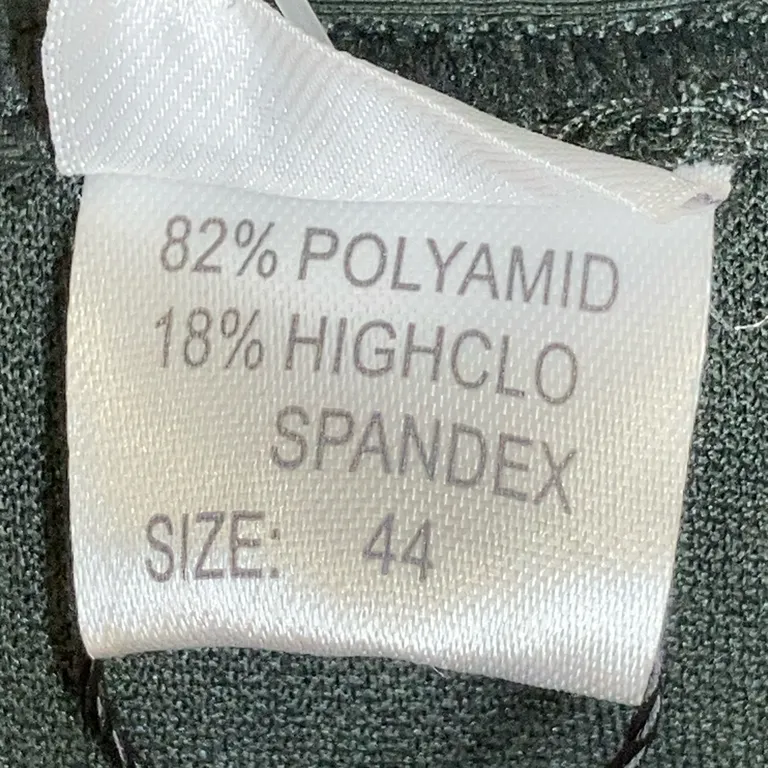 82% POLYAMID
18% HIGHCLO
SPANDEX
SIZE: 44